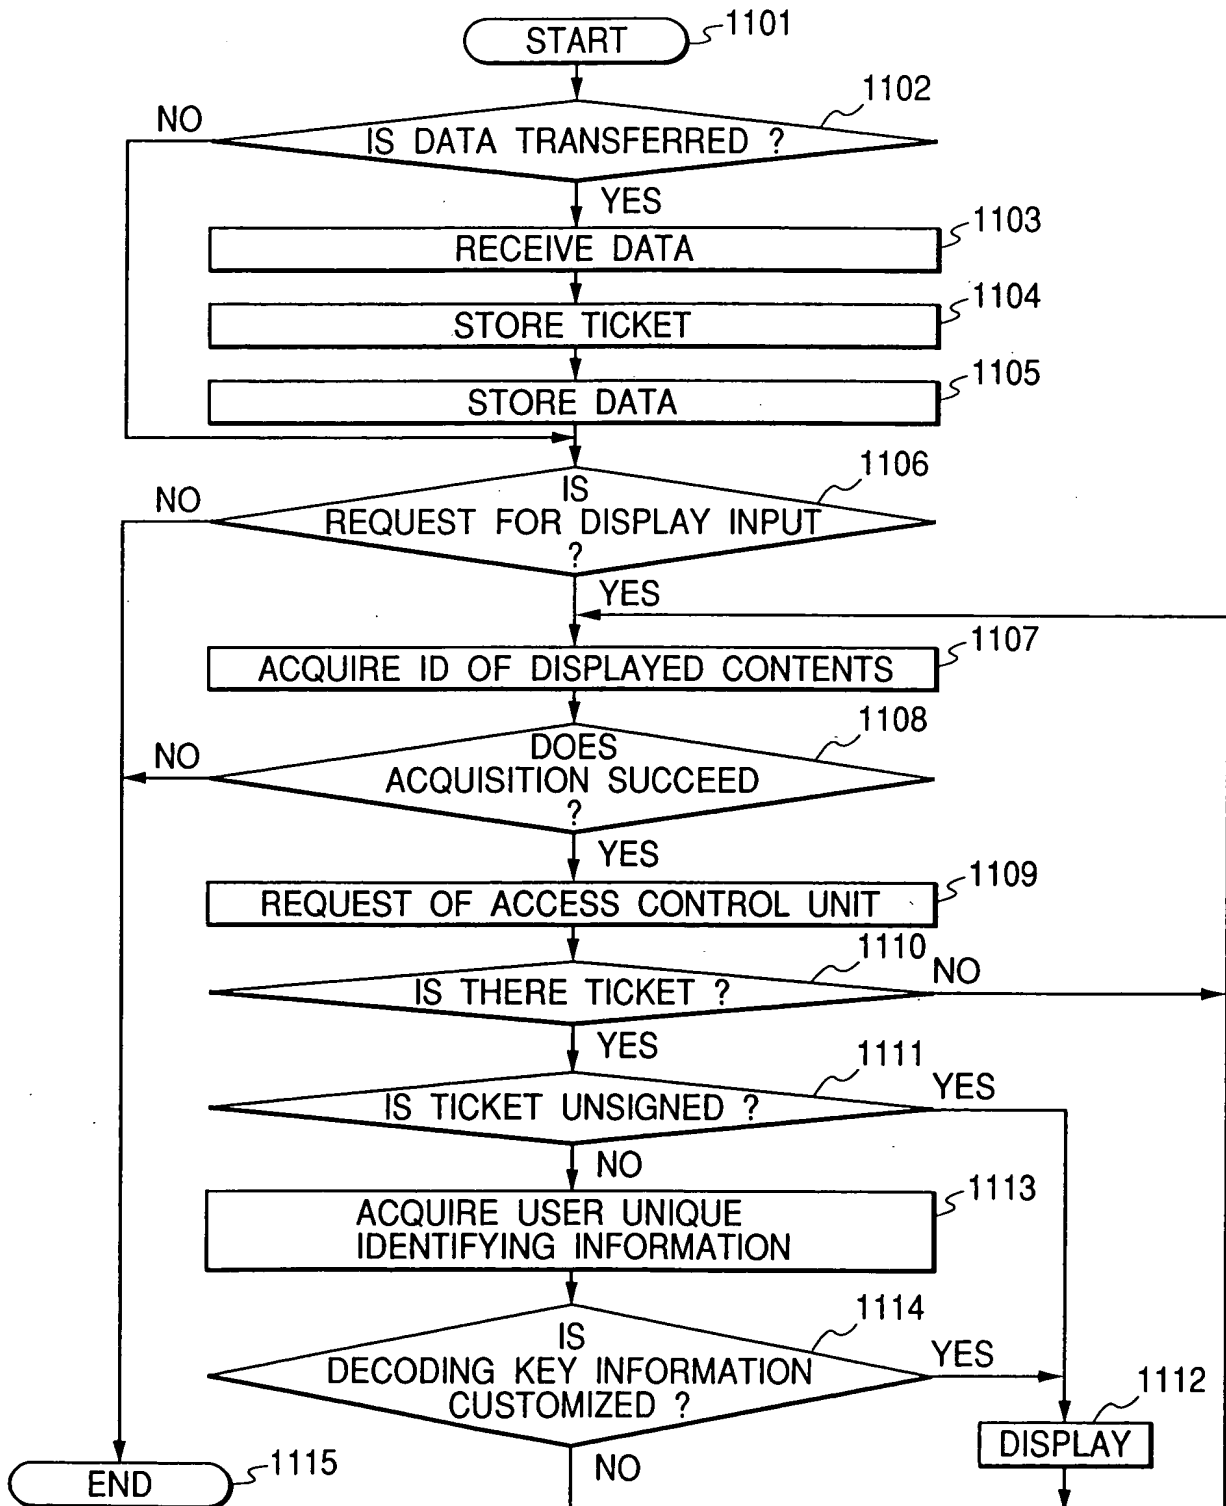 START
1101
1102
NO
IS DATA TRANSFERRED ?
YES
1103
RECEIVE DATA
1104
STORE TICKET
1105
STORE DATA
1106
NO
IS
REQUEST FOR DISPLAY INPUT
?
YES
1107
ACQUIRE ID OF DISPLAYED CONTENTS
1108
NO
DOES
ACQUISITION SUCCEED
?
YES
1109
REQUEST OF ACCESS CONTROL UNIT
1110
NO
IS THERE TICKET ?
YES
1111
YES
IS TICKET UNSIGNED ?
NO
1113
ACQUIRE USER UNIQUE
IDENTIFYING INFORMATION
1114
IS
DECODING KEY INFORMATION
CUSTOMIZED ?
YES
1112
DISPLAY
NO
1115
END